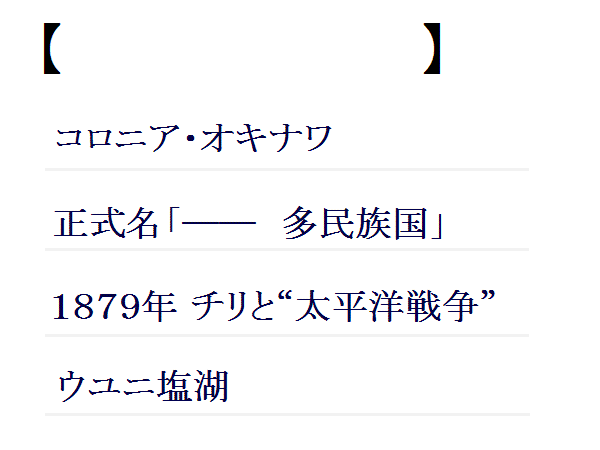 【 】
コロニア・オキナワ
正式名「――　多民族国」
1879年 チリと“太平洋戦争”
ウユニ塩湖